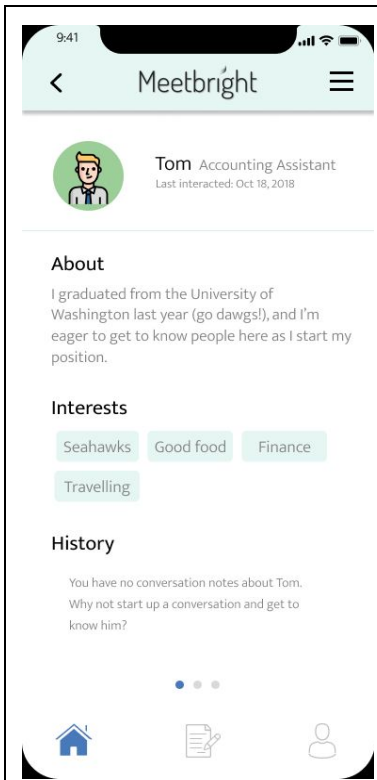 9:41
Meetbright
Tom Accounting Assistant
Last interacted: Oct 18, 2018
About
I graduated from the University of
Washington last year (go dawgs!), and I'm
eager to get to know people here as I start my
position.
Interests
Seahawks Good food Finance
Travelling
History
You have no conversation notes about Tom.
Why not start up a conversation and get to
know him?